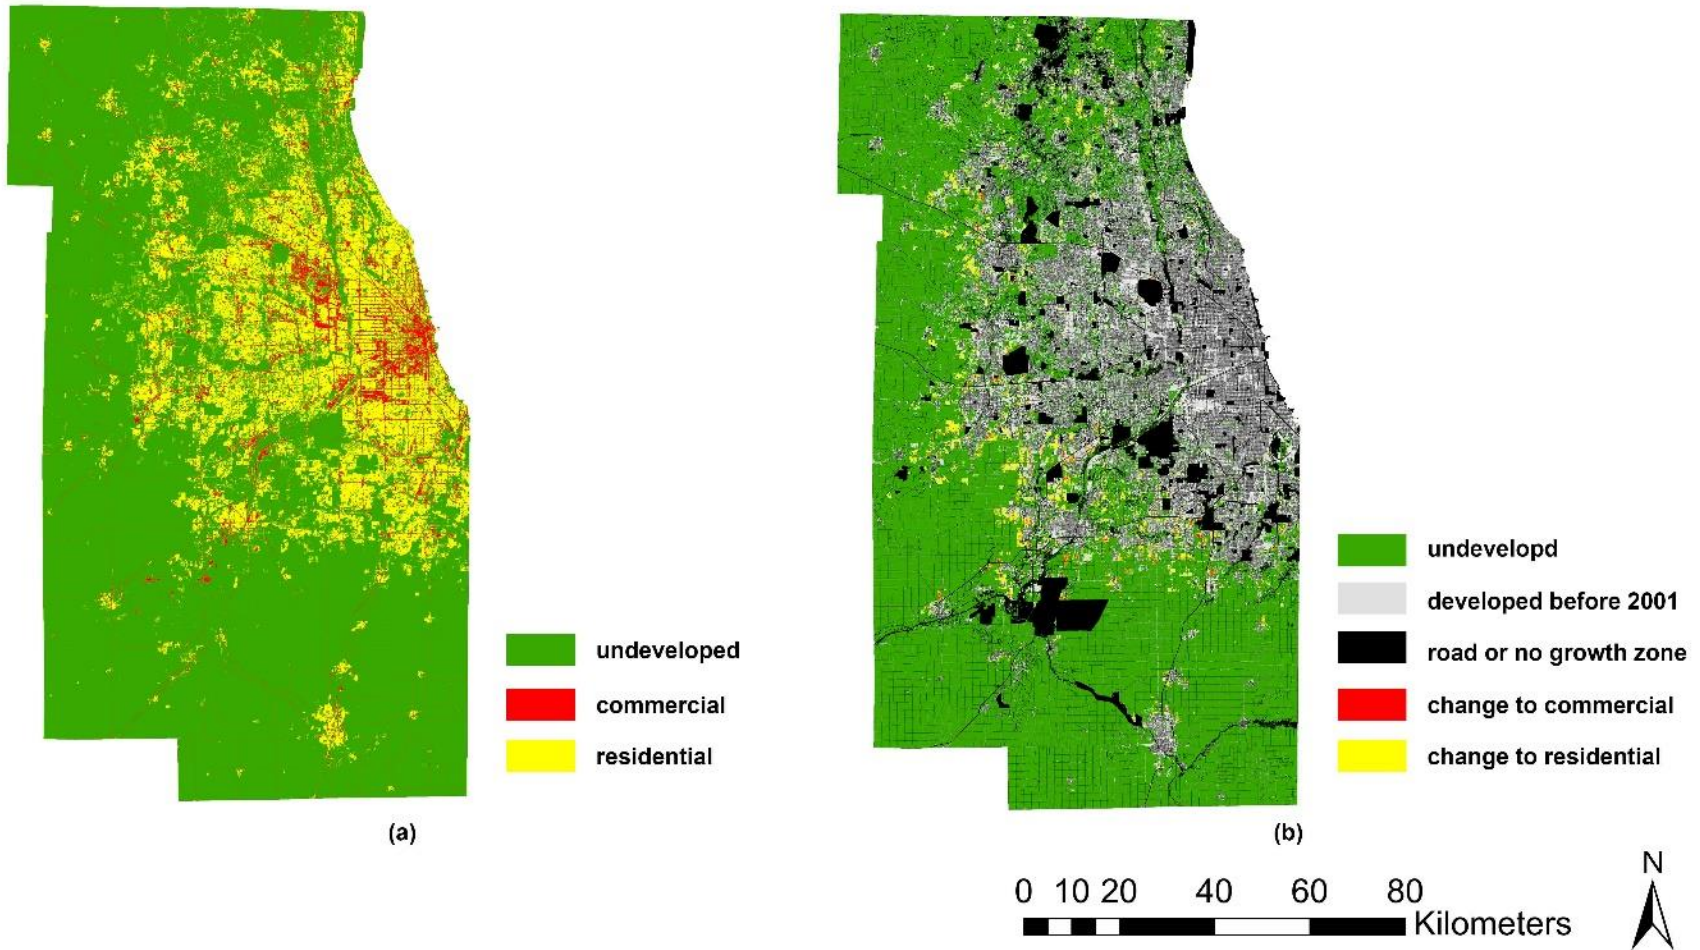 undeveloped
commercial
residential
(a)
undevelopd
developed before 2001
road or no growth zone
change to commercial
change to residential
(b)
0 10 20 40 60 80
Kilometers
N